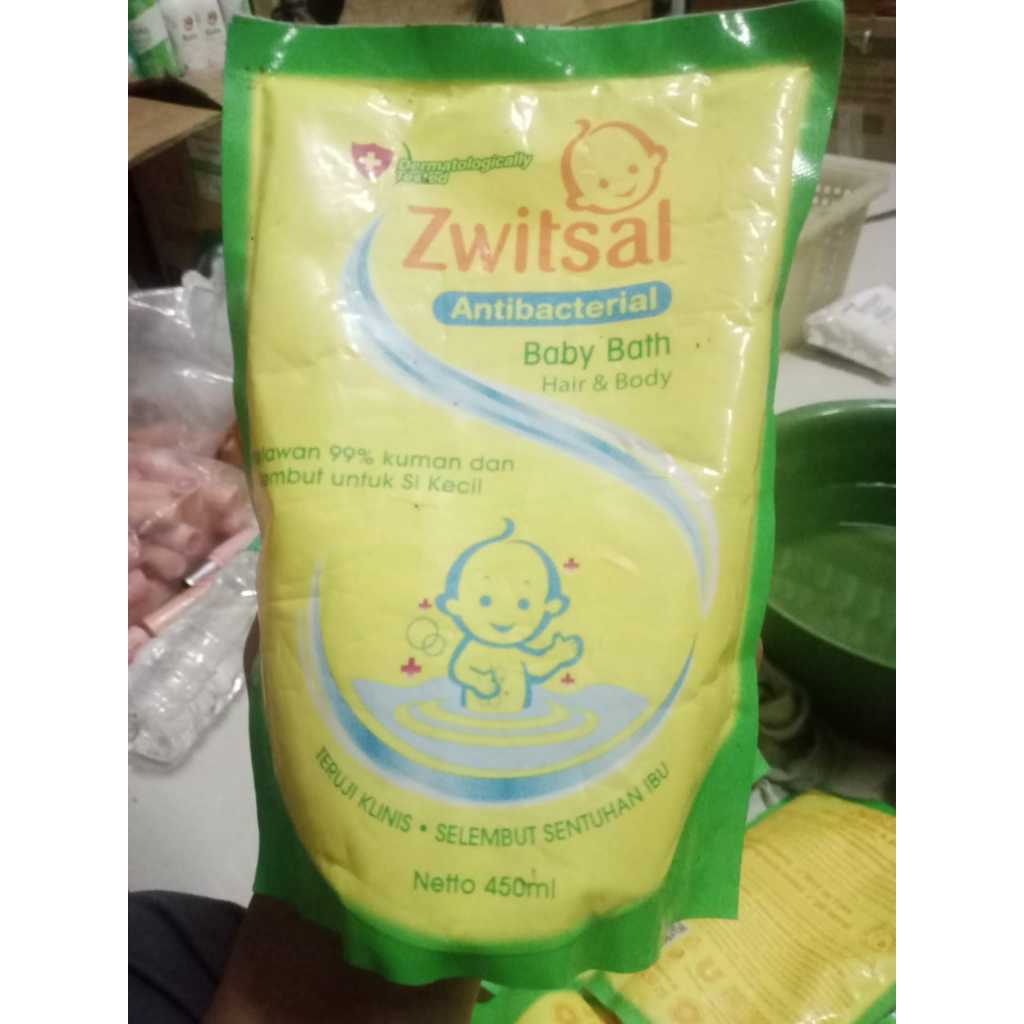 Dermatologically
Tested
Zwitsal
Antibacterial
Baby Bath
Hair & Body
99% kuman dan
untuk Si Kecil
TERUJI KLINIS • SELEMBUT SENTUHAN IBU
Netto 450ml